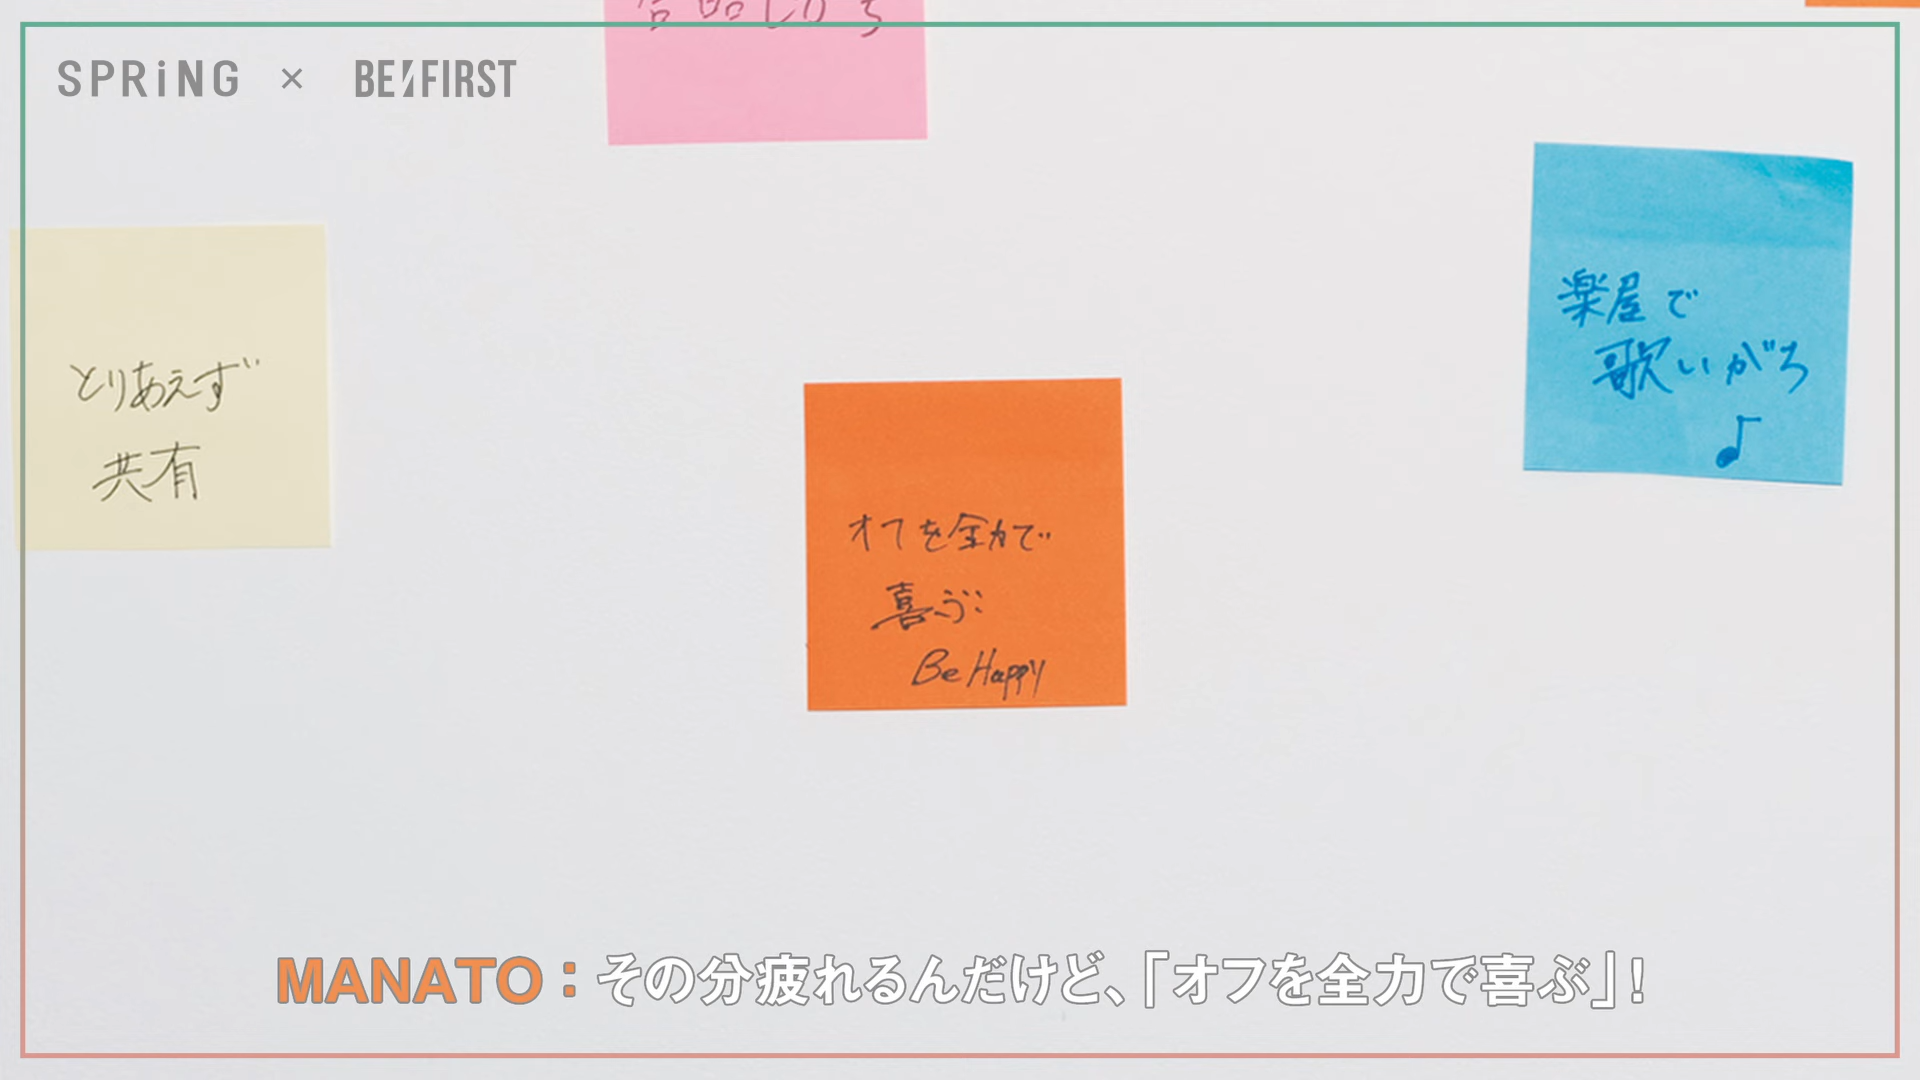 SPRiNG × BE:FIRST
とりあえず
共有
オフを全力で
喜ぶ
Be Happy
楽屋で
歌いがち
MANATO：その分疲れるんだけど、「オフを全力で喜ぶ」！